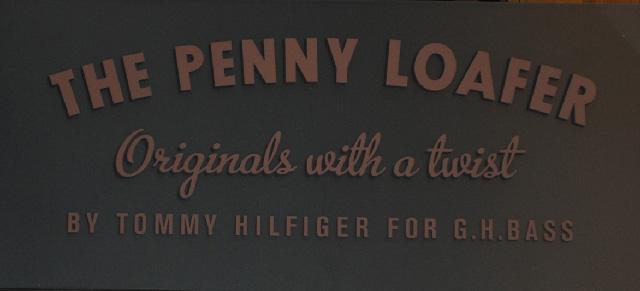 THE PENNY LOAFER
Originals with a twist
BY TOMMY HILFIGER FOR G.H.BASS